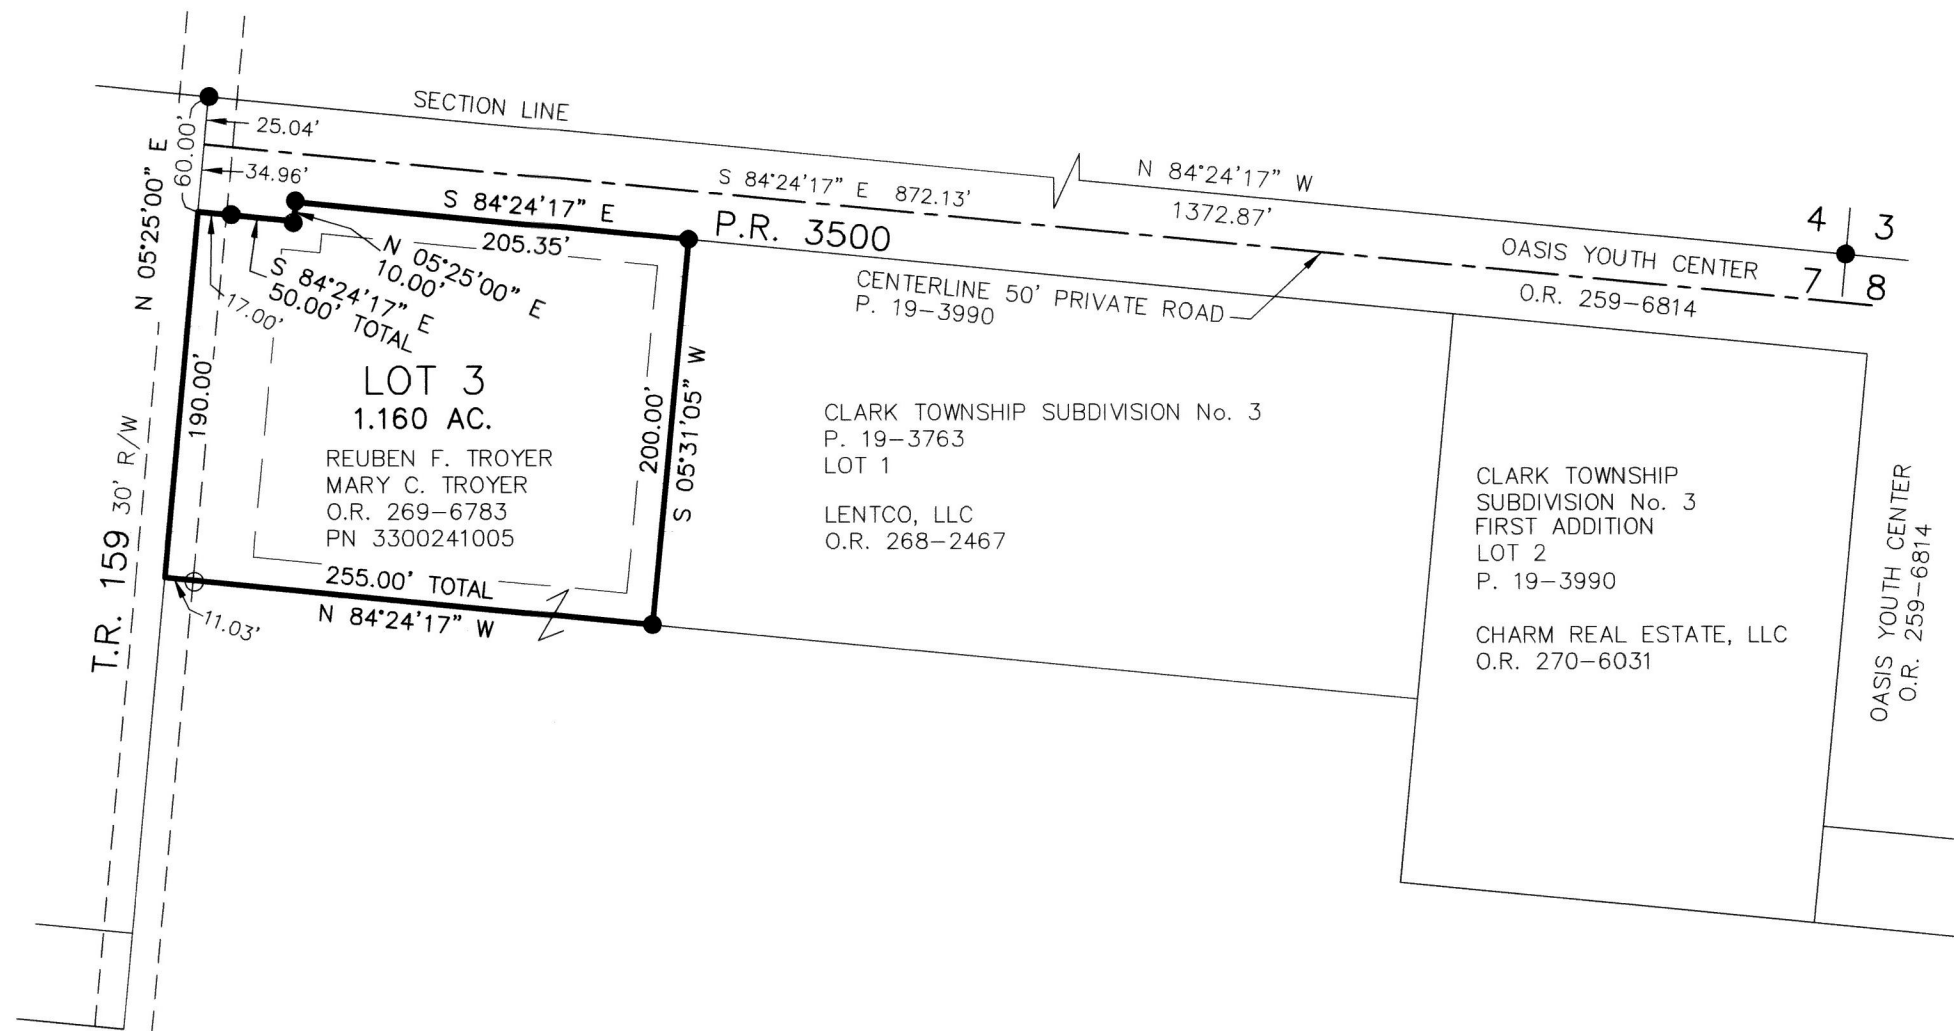 SECTION LINE
25.04'
60.00'
34.96'
N 05°25'00" E
S 84°24'17" E 872.13'
N 84°24'17" W
1372.87'
4 3
7 8
S 84°24'17" E
205.35'
P.R. 3500
OASIS YOUTH CENTER
O.R. 259-6814
N 05°25'00" E
10.00'
S 84°24'17" E
50.00' TOTAL
17.00'
CENTERLINE 50' PRIVATE ROAD
P. 19-3990
190.00'
LOT 3
1.160 AC.
REUBEN F. TROYER
MARY C. TROYER
O.R. 269-6783
PN 3300241005
200.00'
S 05°31'05" W
255.00' TOTAL
N 84°24'17" W
11.03'
T.R. 159 30' R/W
CLARK TOWNSHIP SUBDIVISION No. 3
P. 19-3763
LOT 1
LENTCO, LLC
O.R. 268-2467
CLARK TOWNSHIP
SUBDIVISION No. 3
FIRST ADDITION
LOT 2
P. 19-3990
CHARM REAL ESTATE, LLC
O.R. 270-6031
OASIS YOUTH CENTER
O.R. 259-6814